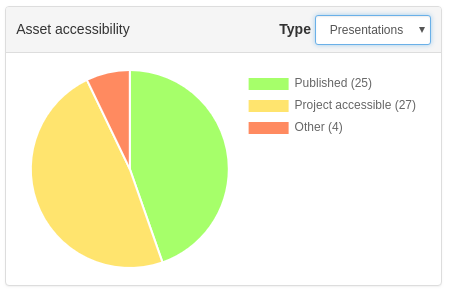 Asset accessibility
Type Presentations
Published (25)
Project accessible (27)
Other (4)